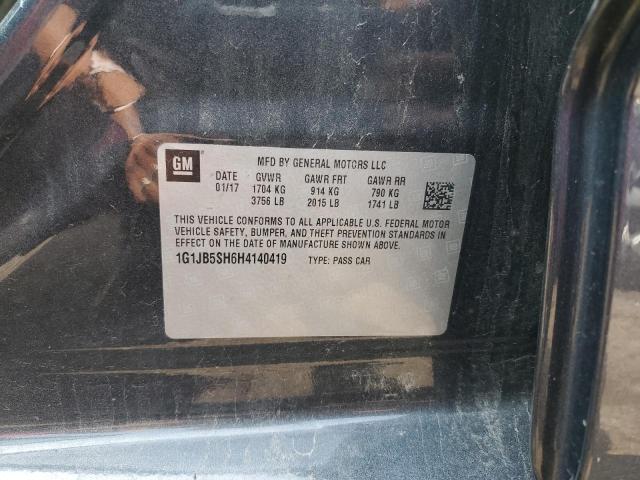 GM
MFD BY GENERAL MOTORS LLC
DATE GVWR GAWR FRT GAWR RR
01/17 1704 KG 914 KG 790 KG
3756 LB 2015 LB 1741 LB
THIS VEHICLE CONFORMS TO ALL APPLICABLE U.S. FEDERAL MOTOR
VEHICLE SAFETY, BUMPER, AND THEFT PREVENTION STANDARDS IN
EFFECT ON THE DATE OF MANUFACTURE SHOWN ABOVE.
1G1JB5SH6H4140419 TYPE: PASS CAR